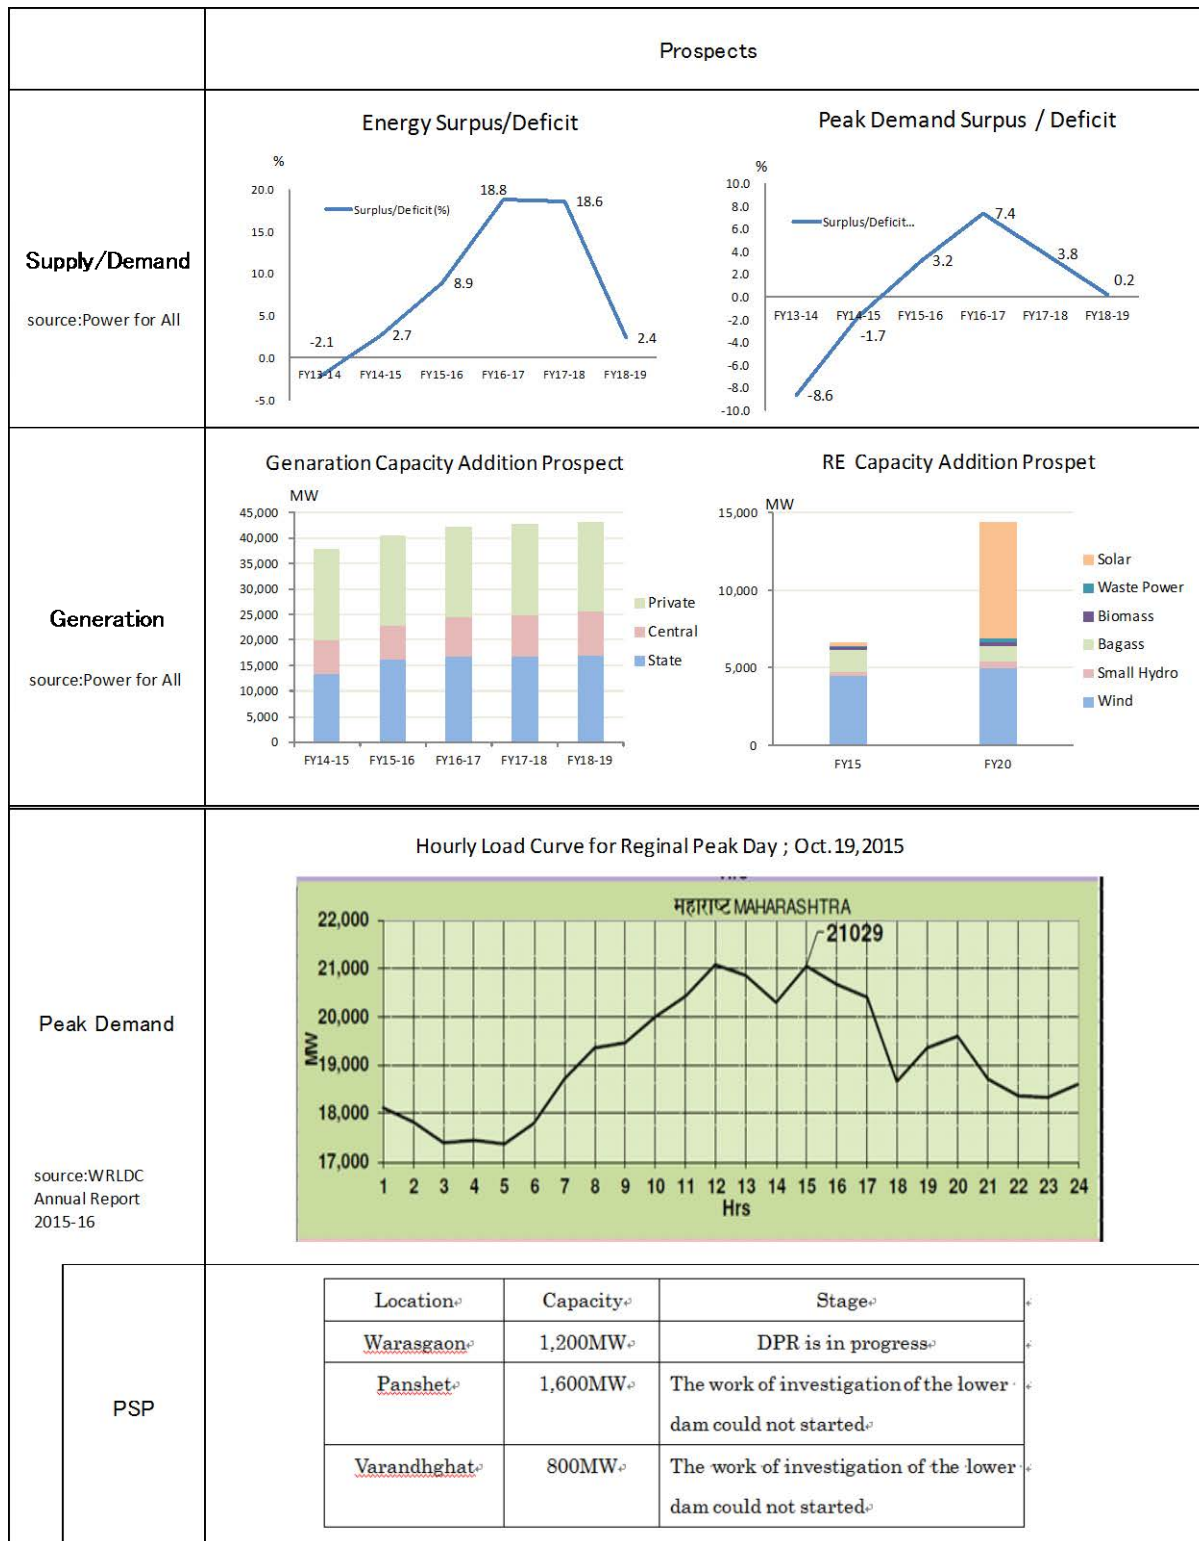 Prospects
Supply/Demand
source:Power for All
Energy Surpus/Deficit
%
20.0
15.0
10.0
5.0
0.0
-5.0
Surplus/Deficit(%)
-2.1
2.7
8.9
18.8
18.6
2.4
FY13-14
FY14-15
FY15-16
FY16-17
FY17-18
FY18-19
Peak Demand Surpus / Deficit
%
10.0
8.0
6.0
4.0
2.0
0.0
-2.0
-4.0
-6.0
-8.0
-10.0
Surplus/Deficit...
-8.6
-1.7
3.2
7.4
3.8
0.2
FY13-14
FY14-15
FY15-16
FY16-17
FY17-18
FY18-19
Generation
source:Power for All
Genaration Capacity Addition Prospect
MW
45,000
40,000
35,000
30,000
25,000
20,000
15,000
10,000
5,000
0
FY14-15
FY15-16
FY16-17
FY17-18
FY18-19
Private
Central
State
RE Capacity Addition Prospet
MW
15,000
10,000
5,000
0
FY15
FY20
Solar
Waste Power
Biomass
Bagass
Small Hydro
Wind
Peak Demand
source:WRLDC
Annual Report
2015-16
Hourly Load Curve for Reginal Peak Day ; Oct.19,2015
महाराष्ट MAHARASHTRA
21029
22,000
21,000
20,000
19,000
18,000
17,000
MW
1 2 3 4 5 6 7 8 9 10 11 12 13 14 15 16 17 18 19 20 21 22 23 24
Hrs
PSP
Location Capacity Stage
Warasgaon 1,200MW DPR is in progress
Panshet 1,600MW The work of investigation of the lower
dam could not started
Varandhghat 800MW The work of investigation of the lower
dam could not started